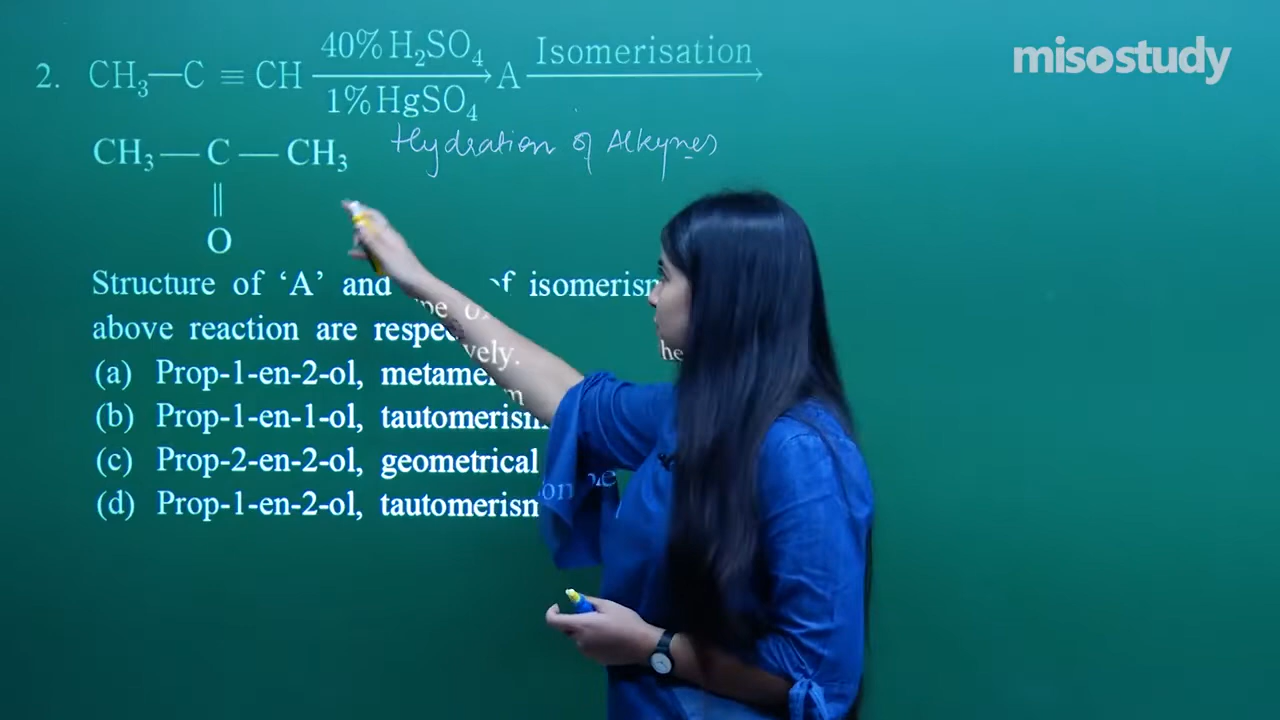 misostudy
2. CH₃—C ≡ CH 40% H₂SO₄ / 1% HgSO₄ → A Isomerisation →
CH₃ — C — CH₃ Hydration of Alkynes
||
O
Structure of ‘A’ and of isomerism
above reaction are
(a) Prop-1-en-2-ol,
(b) Prop-1-en-1-ol, tautomerism
(c) Prop-2-en-2-ol, geometrical
(d) Prop-1-en-2-ol, tautomerism